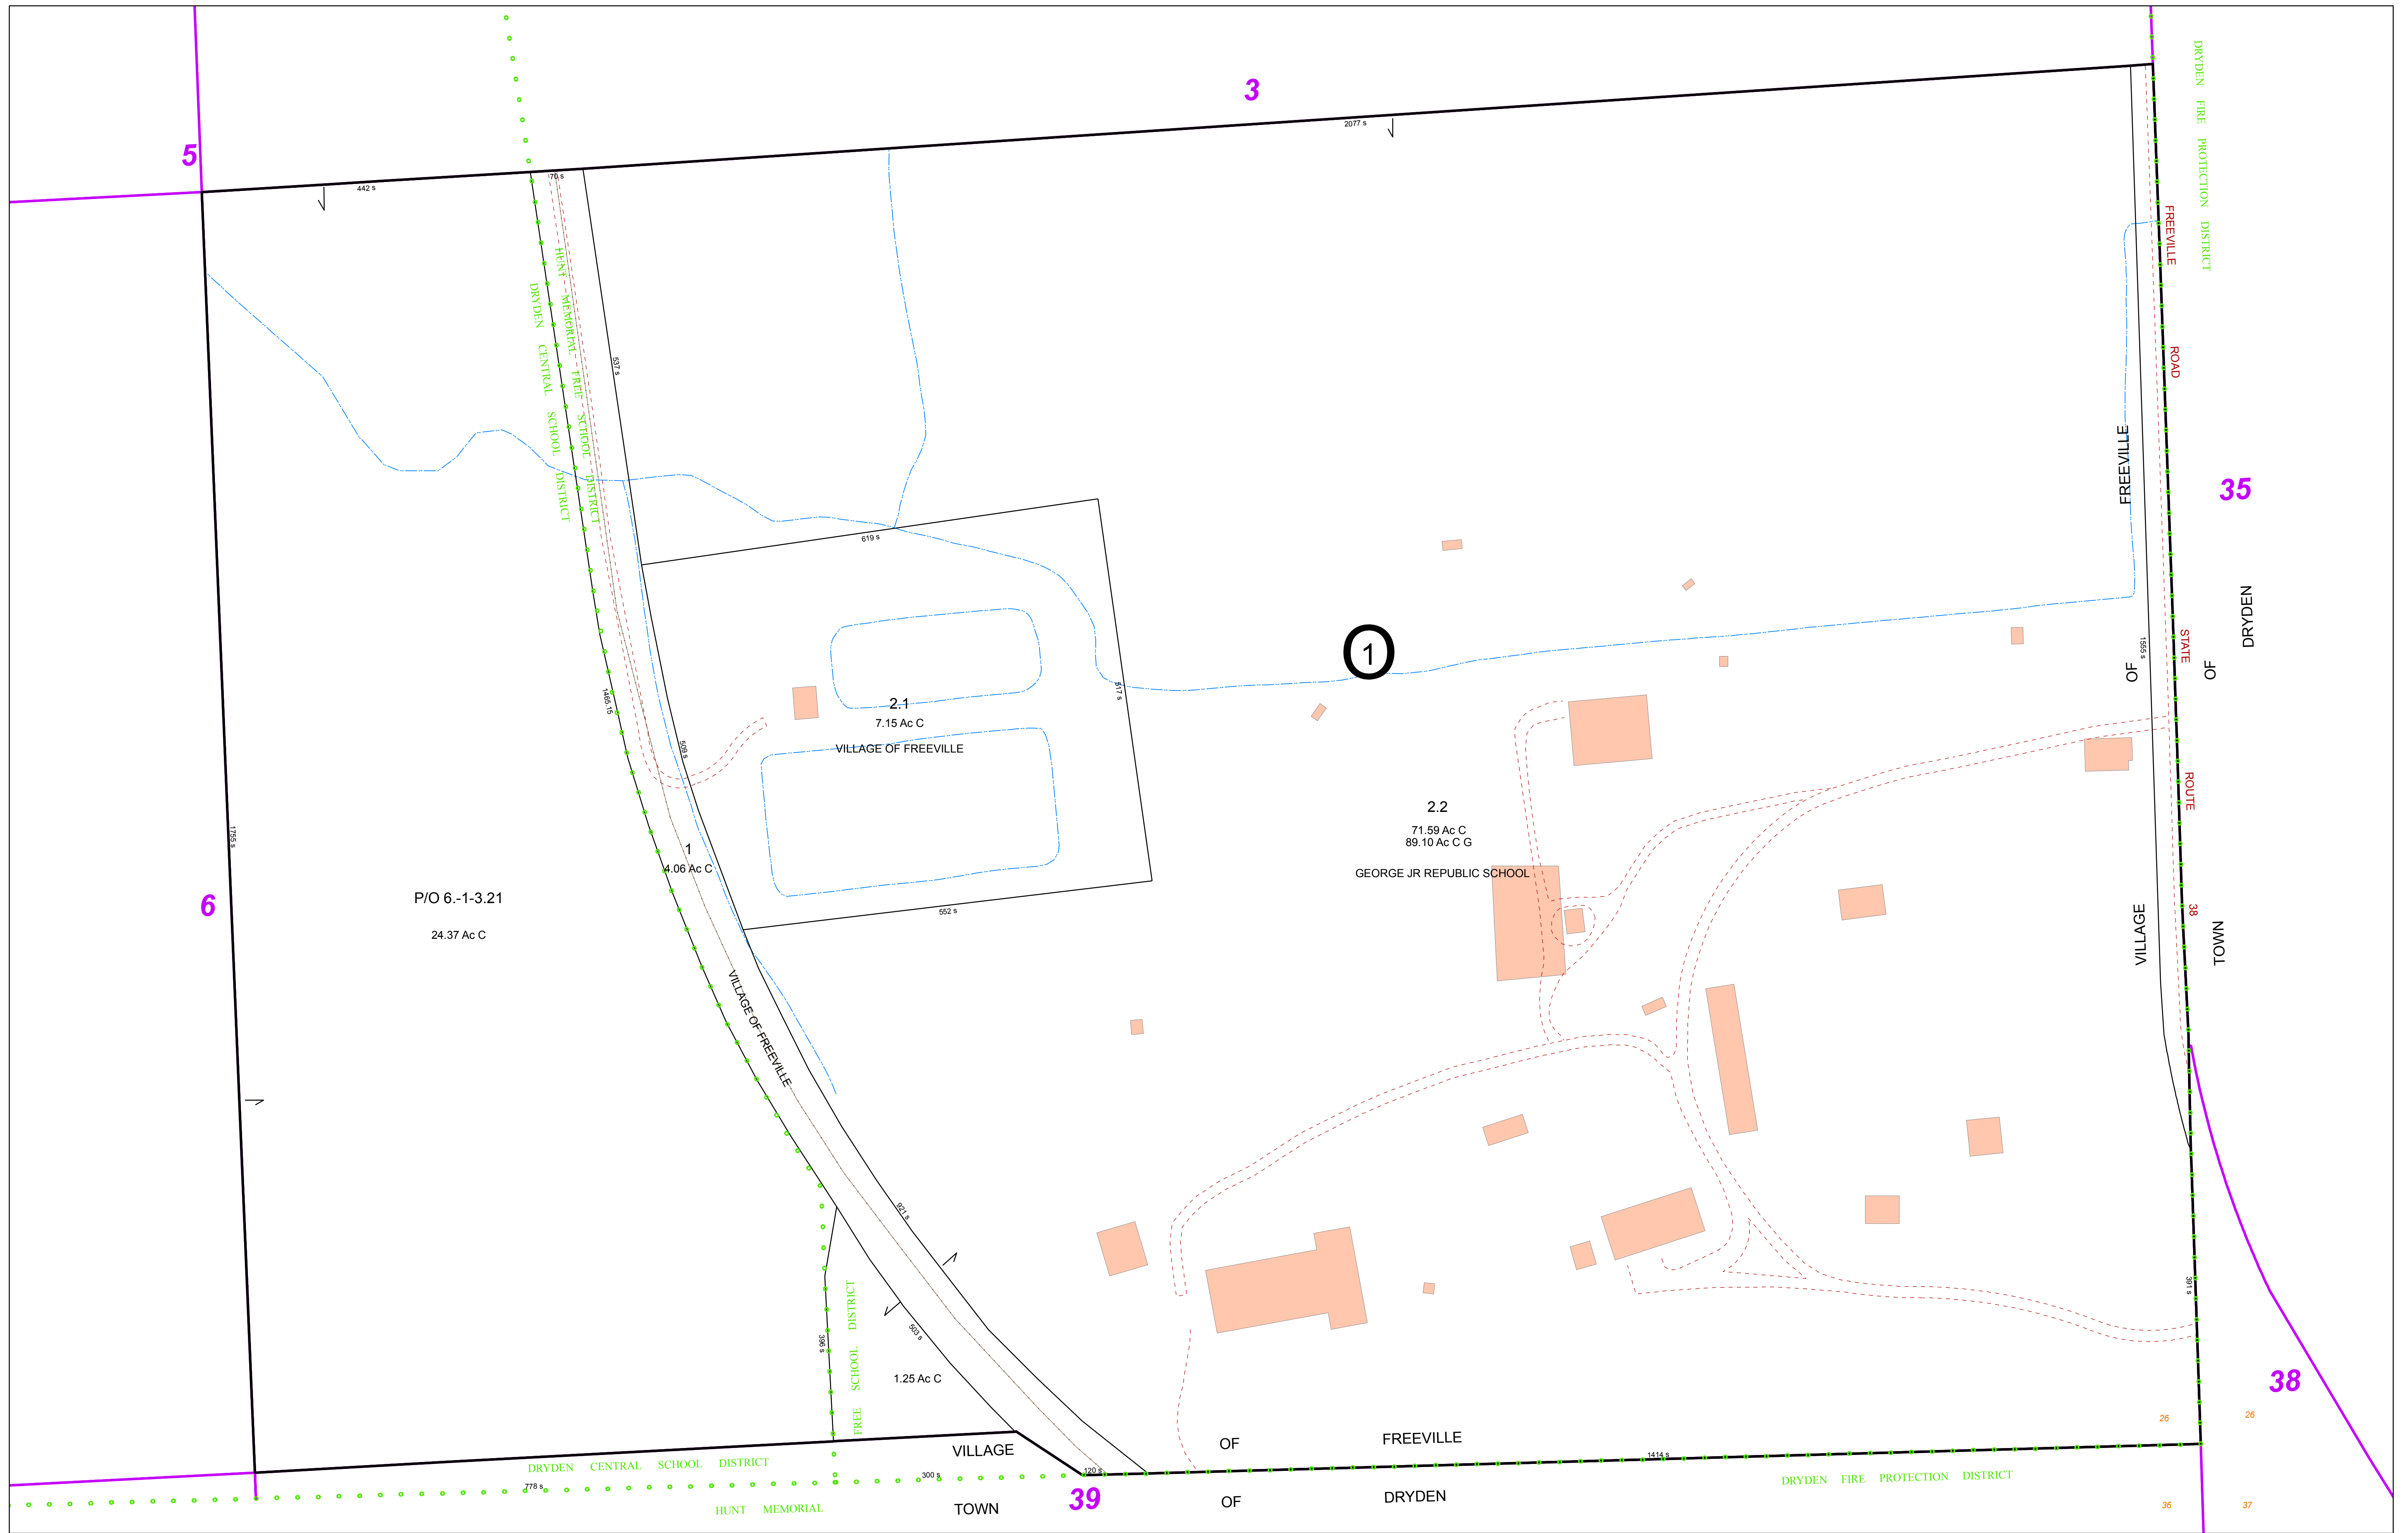 3
5
2077 s
442 s
70 s
DRYDEN FIRE PROTECTION DISTRICT
FREEVILLE ROAD STATE ROUTE 38
HUNT MEMORIAL FREE SCHOOL DISTRICT
DRYDEN CENTRAL SCHOOL DISTRICT
537 s
VILLAGE OF FREEVILLE
TOWN OF DRYDEN
35
619 s
517 s
1
1555 s
1465.15
509 s
2.1
7.15 Ac C
VILLAGE OF FREEVILLE
2.2
71.59 Ac C
89.10 Ac C G
GEORGE JR REPUBLIC SCHOOL
1755 s
1
4.06 Ac C
6
P/O 6.-1-3.21
24.37 Ac C
552 s
VILLAGE OF FREEVILLE
921 s
391 s
503 s
396 s
FREE SCHOOL DISTRICT
1.25 Ac C
38
26
26
VILLAGE OF FREEVILLE
1414 s
DRYDEN CENTRAL SCHOOL DISTRICT
300 s
120 s
778 s
39
DRYDEN FIRE PROTECTION DISTRICT
HUNT MEMORIAL
TOWN OF DRYDEN
36
37